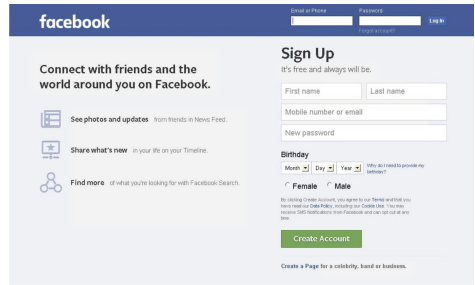 facebook
Email or Phone
Password
Log In
Forgot account?
Connect with friends and the
world around you on Facebook.
See photos and updates from friends in News Feed.
Share what's new in your life on your Timeline.
Find more of what you're looking for with Facebook Search.
Sign Up
It's free and always will be.
First name
Last name
Mobile number or email
New password
Birthday
Month Day Year Why do I need to provide my
birthday?
Female Male
By clicking Create Account, you agree to our Terms and that you
have read our Data Policy, including our Cookie Use. You may
receive SMS Notifications from Facebook and can opt out at any
time.
Create Account
Create a Page for a celebrity, band or business.